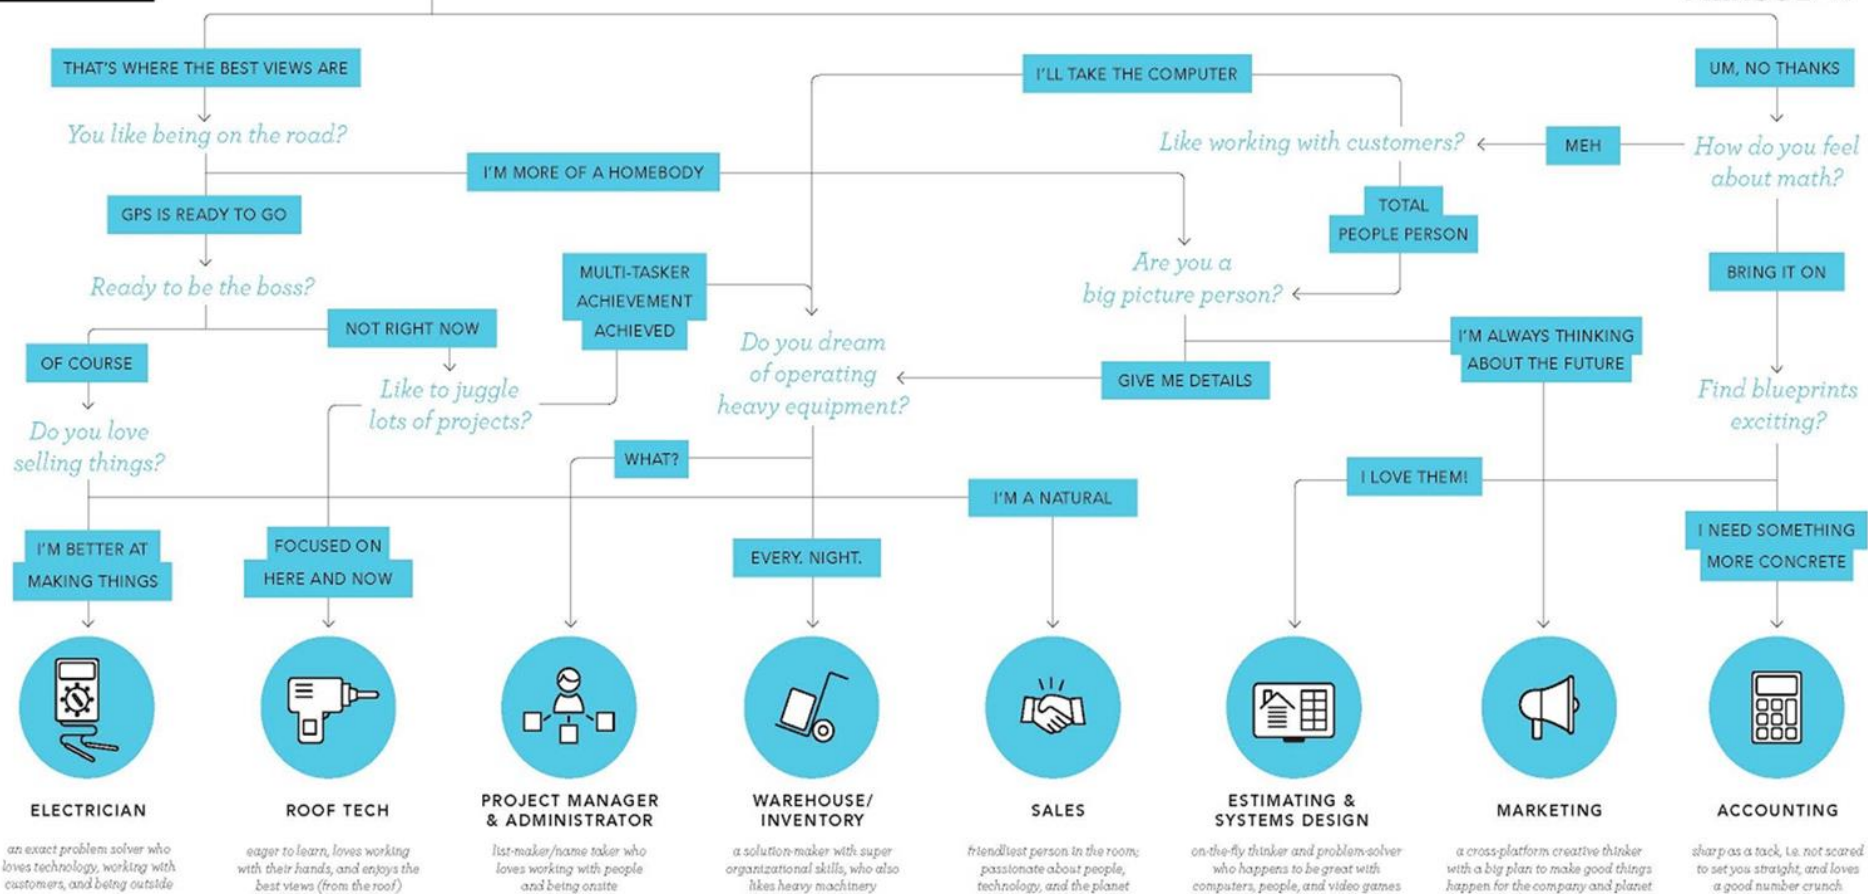 THAT'S WHERE THE BEST VIEWS ARE
I'LL TAKE THE COMPUTER
UM, NO THANKS
You like being on the road?
Like working with customers?
MEH
How do you feel
about math?
I'M MORE OF A HOMEBODY
GPS IS READY TO GO
TOTAL
PEOPLE PERSON
Ready to be the boss?
MULTI-TASKER
ACHIEVEMENT
ACHIEVED
Are you a
big picture person?
BRING IT ON
NOT RIGHT NOW
OF COURSE
Like to juggle
lots of projects?
Do you dream
of operating
heavy equipment?
GIVE ME DETAILS
I'M ALWAYS THINKING
ABOUT THE FUTURE
Find blueprints
exciting?
Do you love
selling things?
WHAT?
I LOVE THEM!
I'M A NATURAL
I'M BETTER AT
MAKING THINGS
FOCUSED ON
HERE AND NOW
EVERY. NIGHT.
I NEED SOMETHING
MORE CONCRETE
ELECTRICIAN
an exact problem solver who
loves technology, working with
customers, and being outside
ROOF TECH
eager to learn, loves working
with their hands, and enjoys the
best views (from the roof)
PROJECT MANAGER
& ADMINISTRATOR
list-maker/name taker who
loves working with people
and being onsite
WAREHOUSE/
INVENTORY
a solution-maker with super
organizational skills, who also
likes heavy machinery
SALES
friendliest person in the room;
passionate about people,
technology, and the planet
ESTIMATING &
SYSTEMS DESIGN
on-the-fly thinker and problem-solver
who happens to be great with
computers, people, and video games
MARKETING
a cross-platform creative thinker
with a big plan to make good things
happen for the company and planet
ACCOUNTING
sharp as a tack, i.e. not scared
to set you straight, and loves
a good number crunch